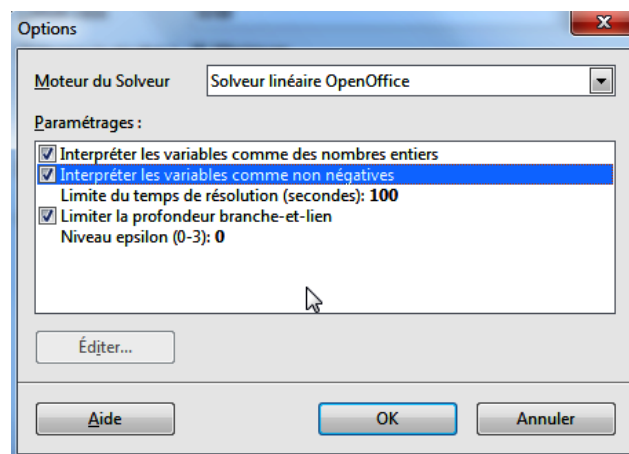 Options
Moteur du Solveur
Solveur linéaire OpenOffice
Paramétrages :
Interpréter les variables comme des nombres entiers
Interpréter les variables comme non négatives
Limite du temps de résolution (secondes): 100
Limiter la profondeur branche-et-lien
Niveau epsilon (0-3): 0
Éditer...
Aide
OK
Annuler